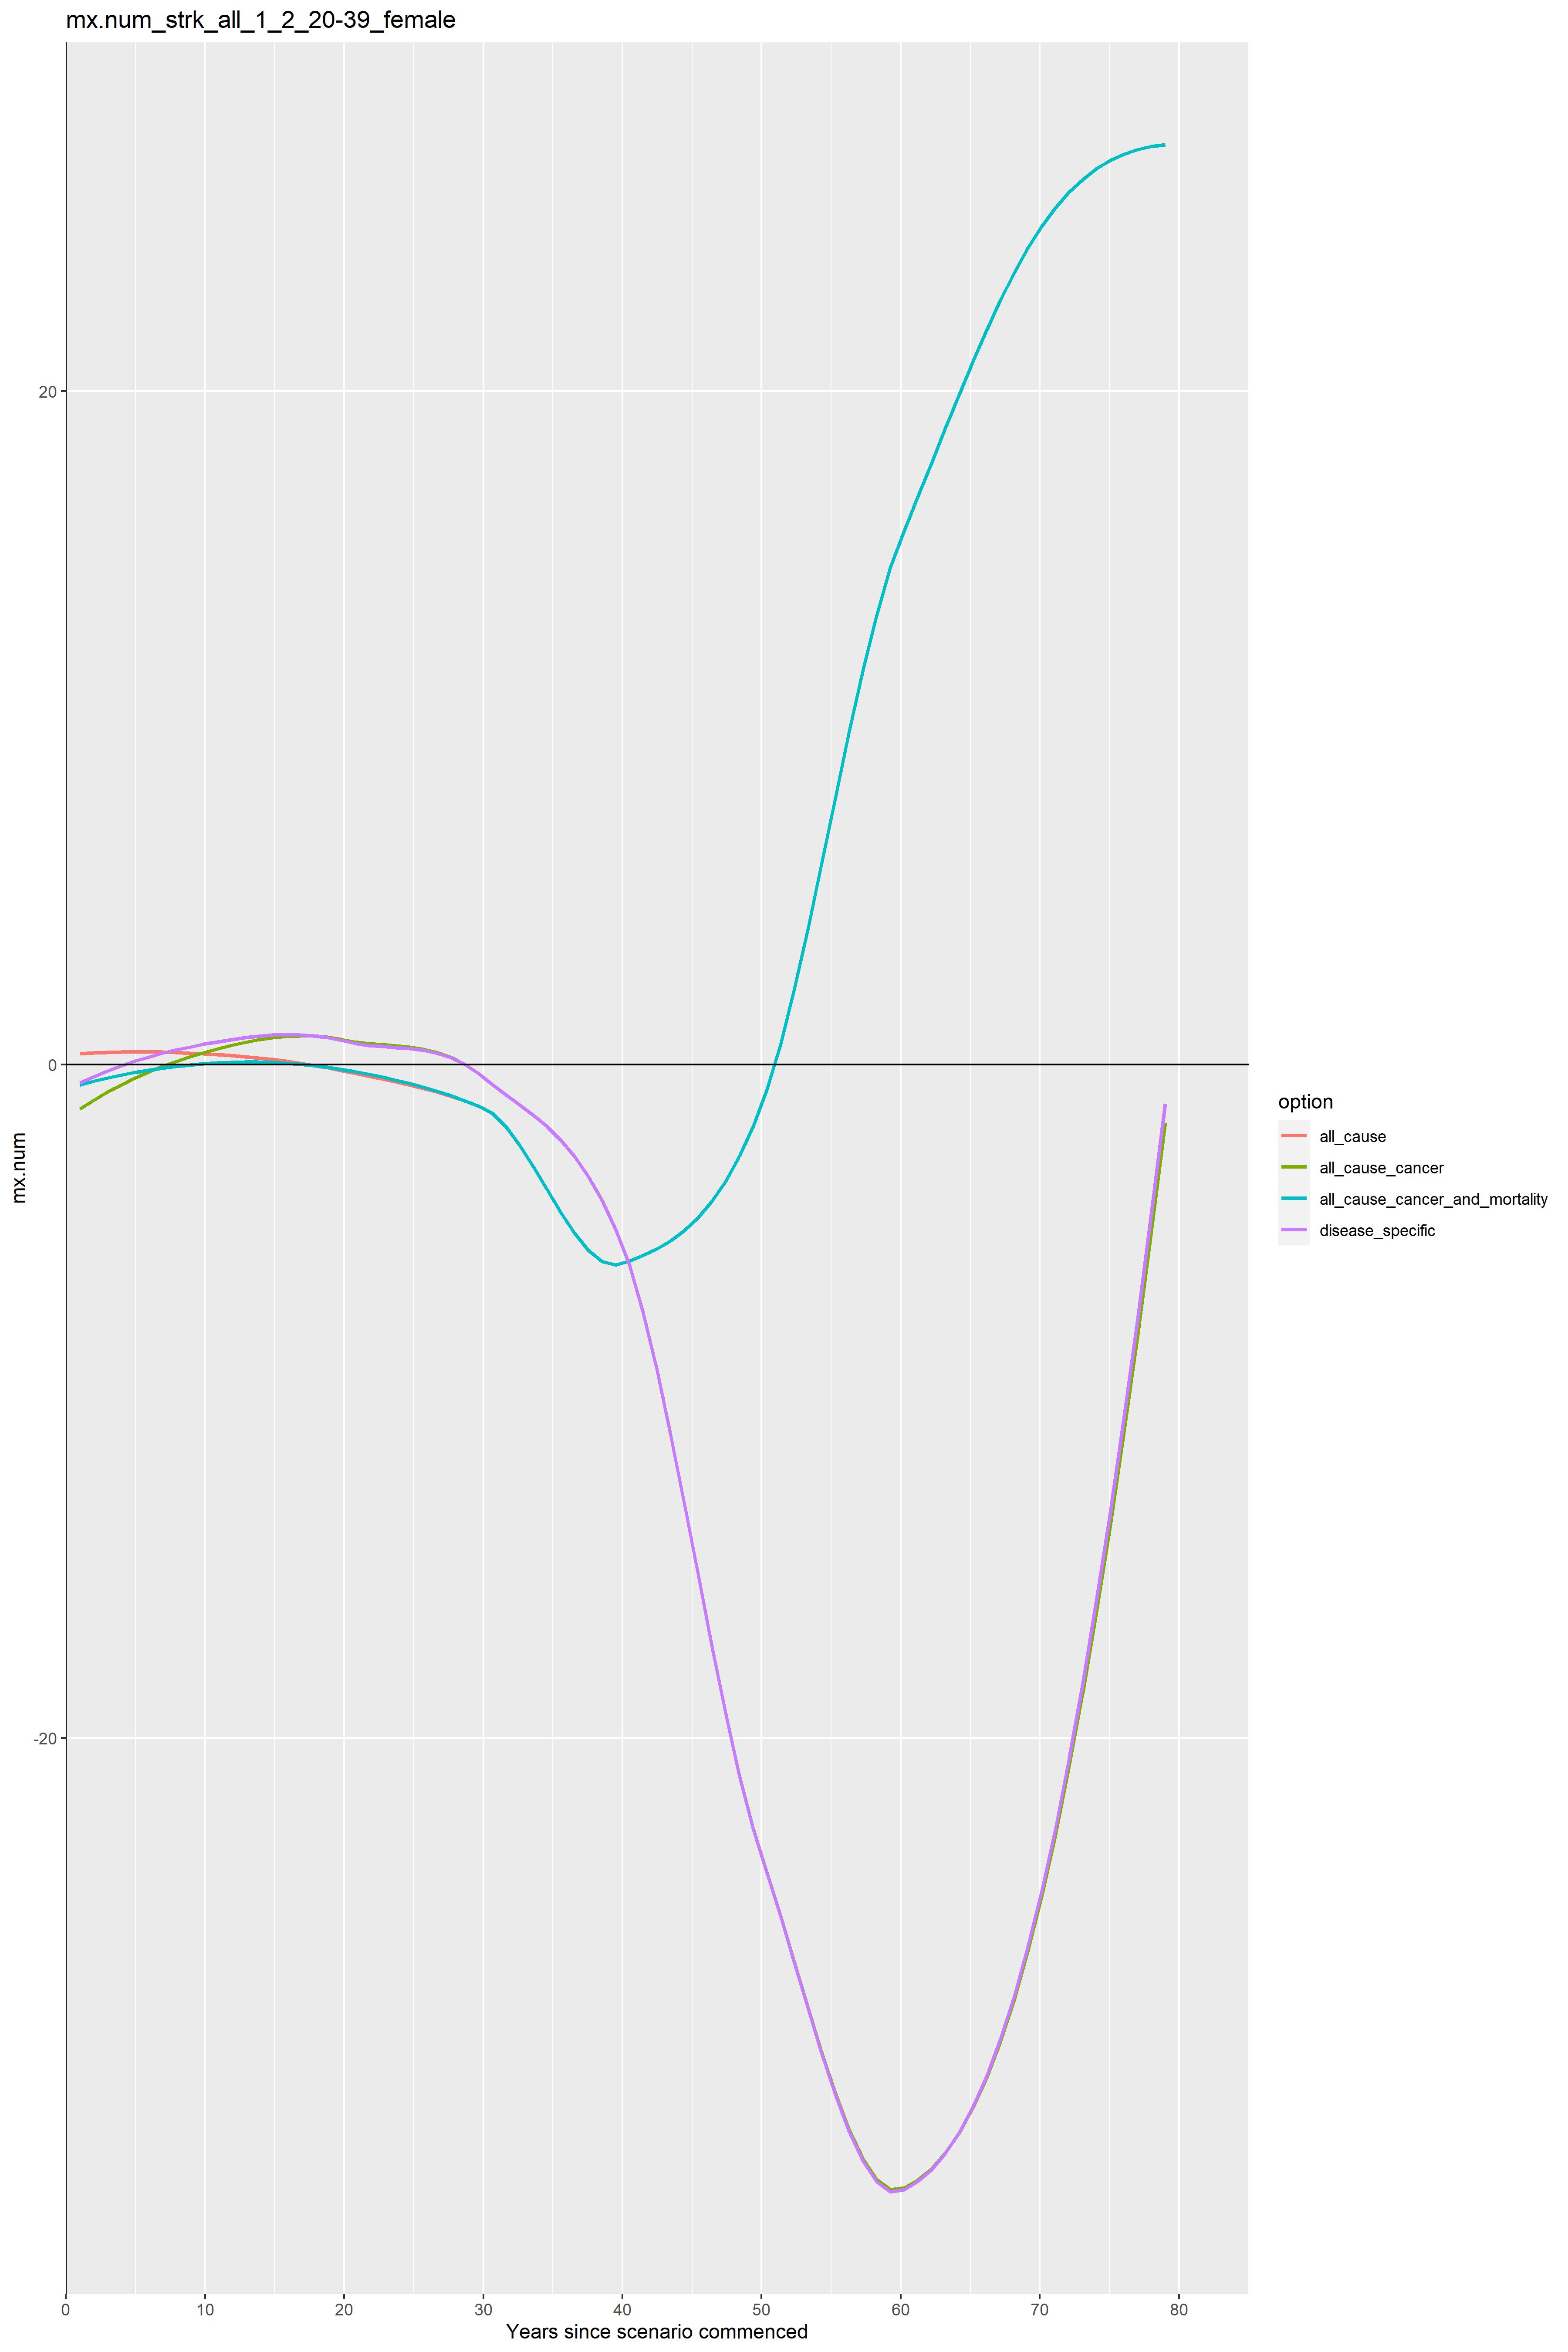 mx.num_strk_all_1_2_20-39_female
20
0
-20
mx.num
0 10 20 30 40 50 60 70 80
Years since scenario commenced
option
all_cause
all_cause_cancer
all_cause_cancer_and_mortality
disease_specific